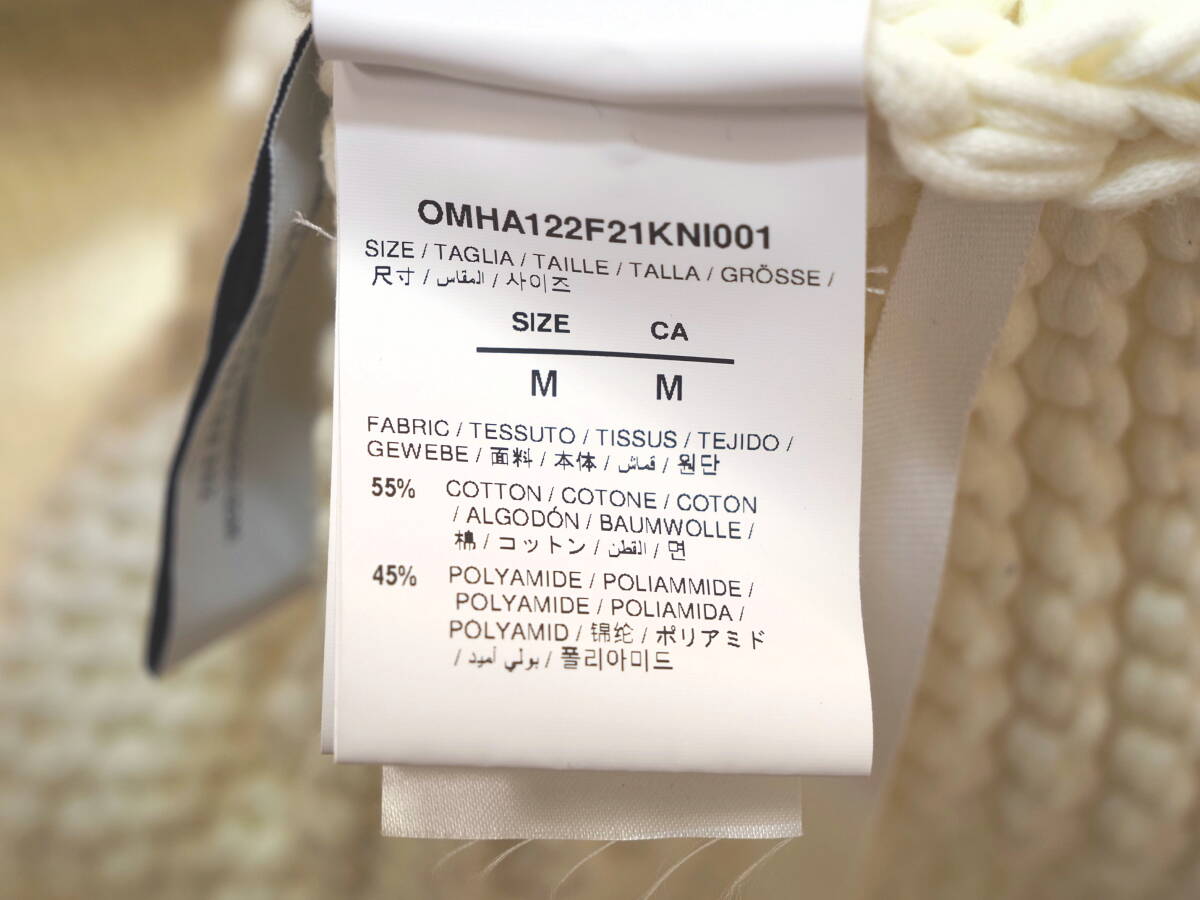 OMHA122F21KNI001
SIZE / TAGLIA / TAILLE / TALLA / GRÖSSE /
尺寸 / المقاس / 사이즈
SIZE CA
M M
FABRIC / TESSUTO / TISSUS / TEJIDO /
GEWEBE / 面料 / 本体 / قماش / 원단
55% COTTON / COTONE / COTON
/ ALGODÓN / BAUMWOLLE /
棉 / コットン / القطن / 면
45% POLYAMIDE / POLIAMMIDE /
POLYAMIDE / POLIAMIDA /
POLYAMID / 锦纶 / ポリアミド
/ بولي أميد / 폴리아미드